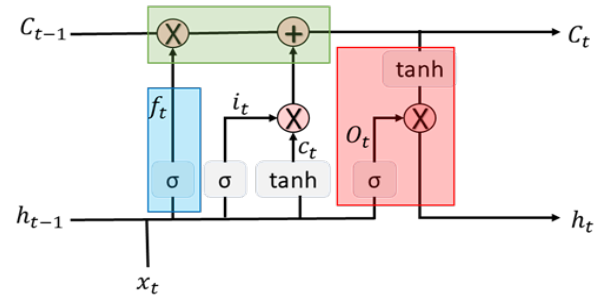 C_{t-1} X + C_t
tanh
f_t i_t X O_t X
c_t
σ σ tanh σ
h_{t-1} h_t
x_t